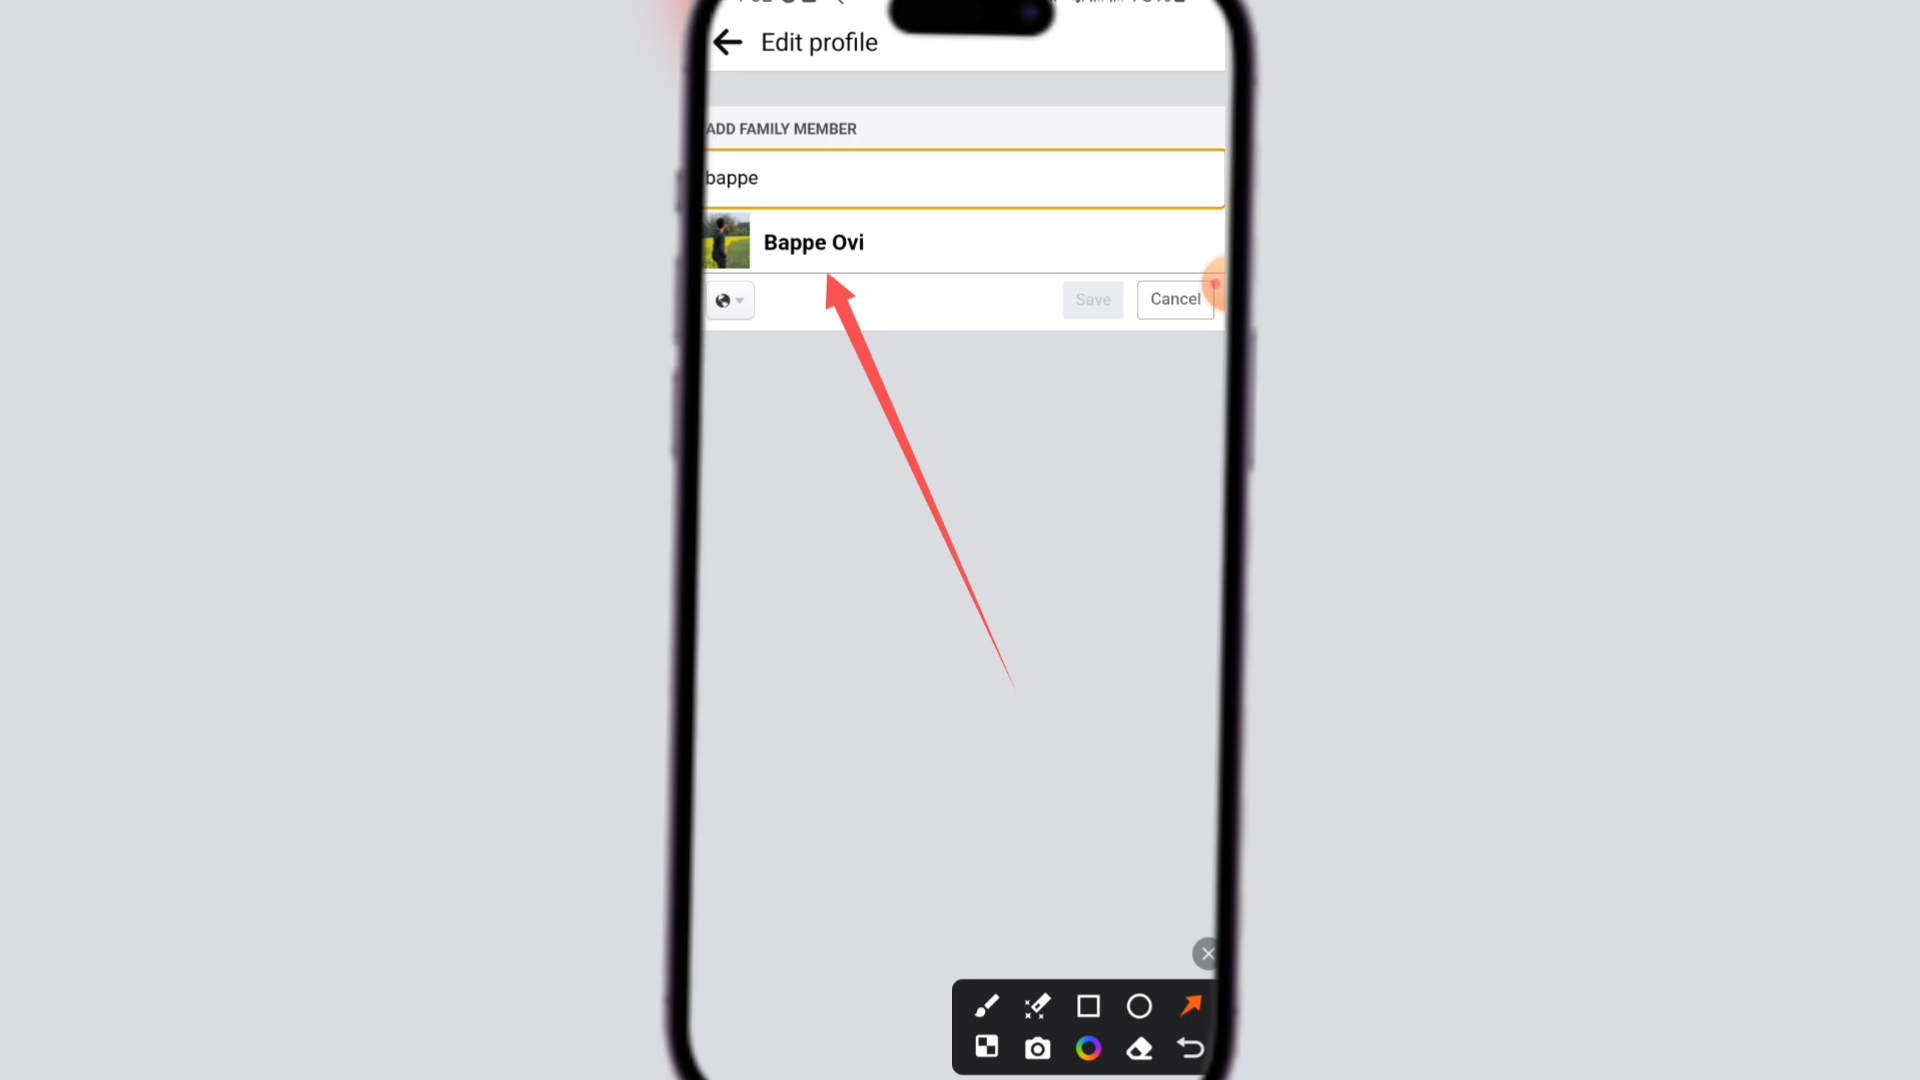 Edit profile
ADD FAMILY MEMBER
bappe
Bappe Ovi
Save
Cancel